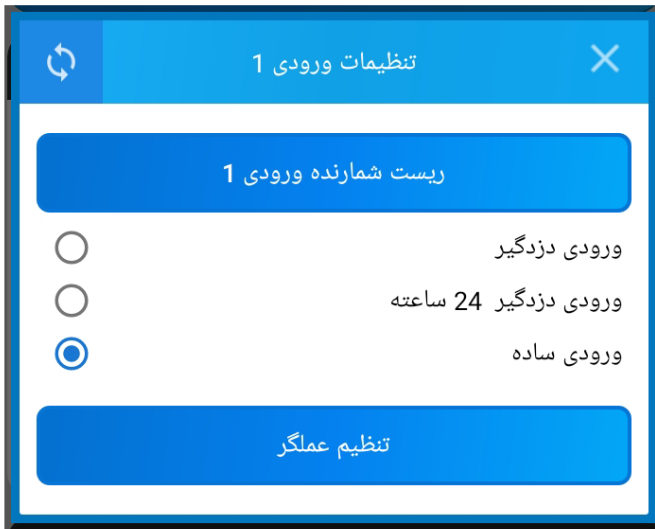 تنظیمات ورودی 1
ریست شمارنده ورودی 1
ورودی دزدگیر
ورودی دزدگیر 24 ساعته
ورودی ساده
تنظیم عملگر